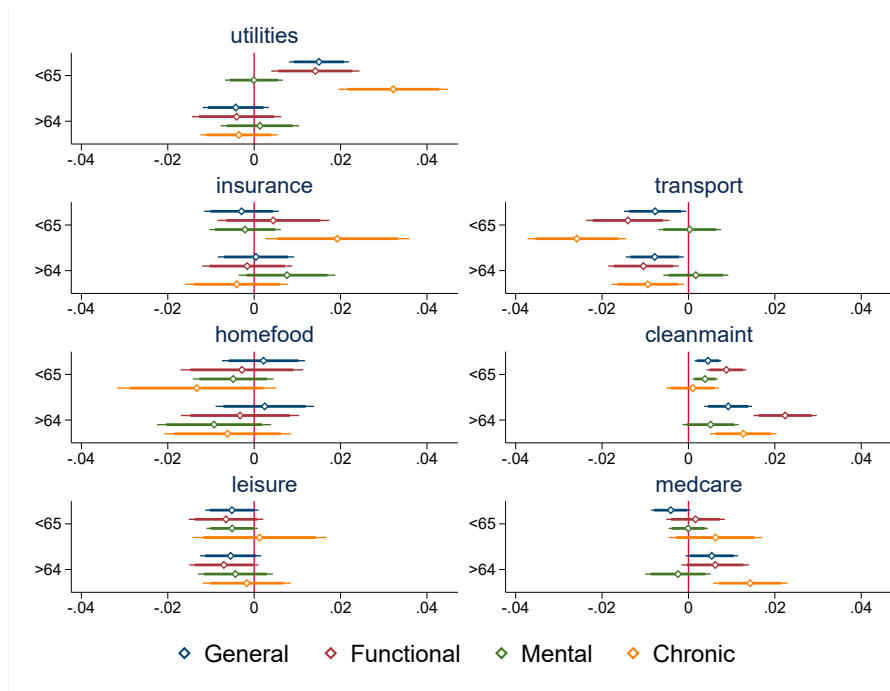 utilities
<65
>64
-.04 -.02 0 .02 .04
insurance
<65
>64
-.04 -.02 0 .02 .04
transport
<65
>64
-.04 -.02 0 .02 .04
homefood
<65
>64
-.04 -.02 0 .02 .04
cleanmaint
<65
>64
-.04 -.02 0 .02 .04
leisure
<65
>64
-.04 -.02 0 .02 .04
medcare
<65
>64
-.04 -.02 0 .02 .04
General Functional Mental Chronic